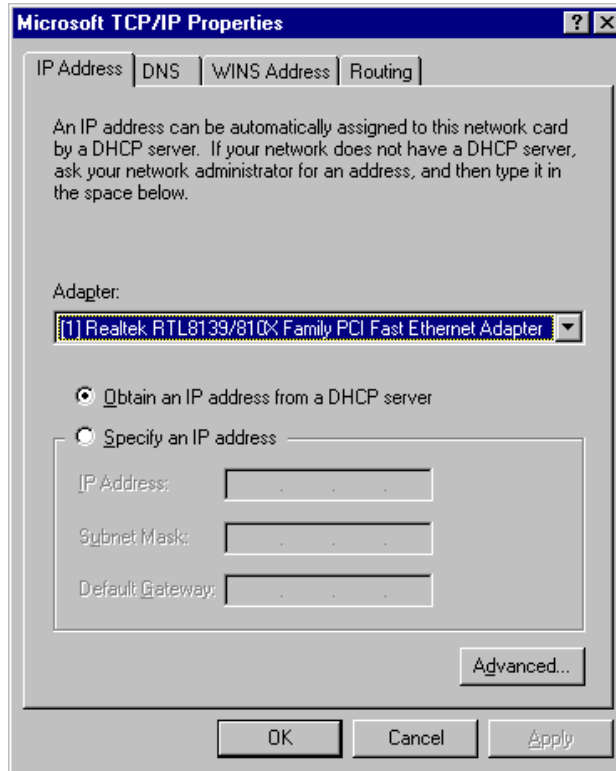 Microsoft TCP/IP Properties
IP Address DNS WINS Address Routing
An IP address can be automatically assigned to this network card
by a DHCP server. If your network does not have a DHCP server,
ask your network administrator for an address, and then type it in
the space below.
Adapter:
[1] Realtek RTL8139/810X Family PCI Fast Ethernet Adapter
Obtain an IP address from a DHCP server
Specify an IP address
IP Address:
Subnet Mask:
Default Gateway:
Advanced...
OK Cancel Apply